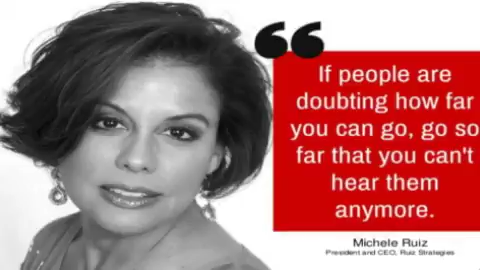 If people are
doubting how far
you can go, go so
far that you can't
hear them
anymore.
Michele Ruiz
President and CEO, Ruiz Strategies